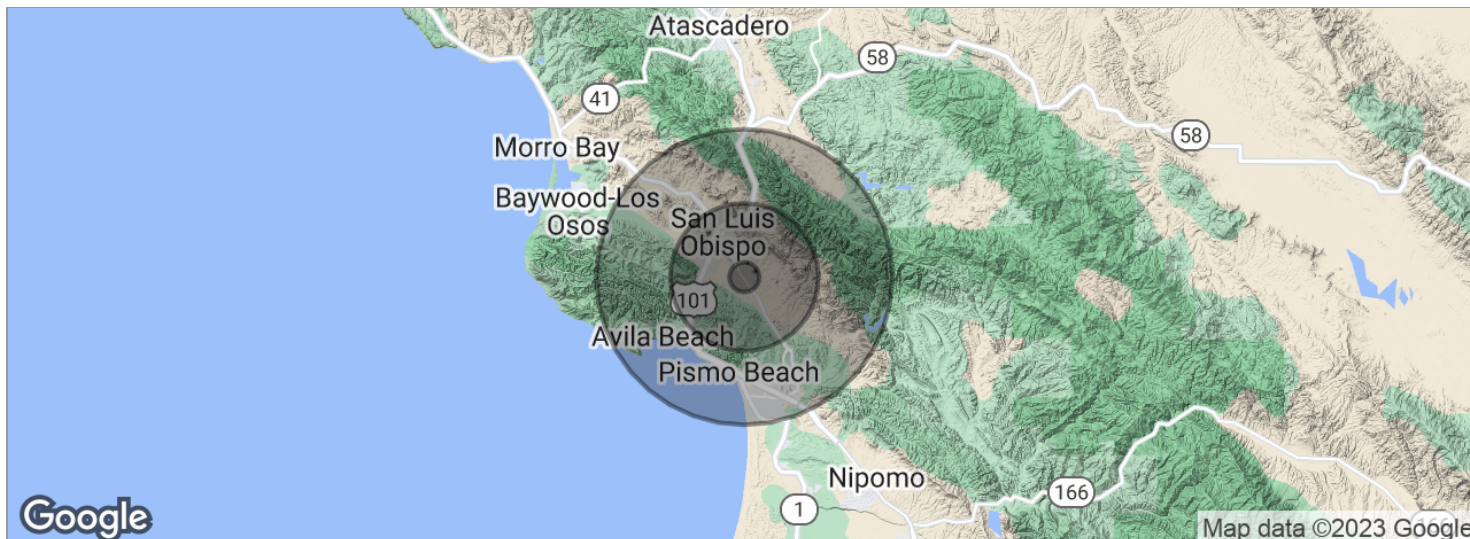 Atascadero
58
41
58
Morro Bay
Baywood-Los
Osos
San Luis
Obispo
101
Avila Beach
Pismo Beach
Nipomo
166
1
Google
Map data ©2023 Google